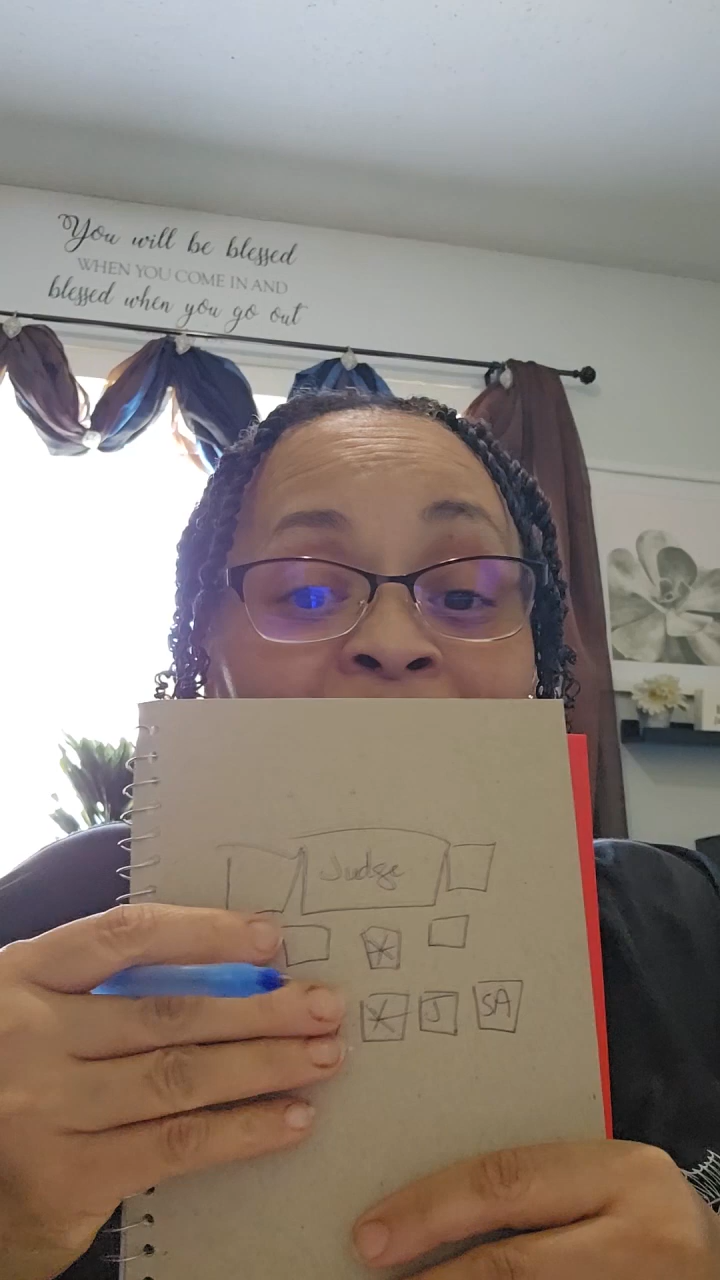 You will be blessed
WHEN YOU COME IN AND
blessed when you go out
Judge
J SA